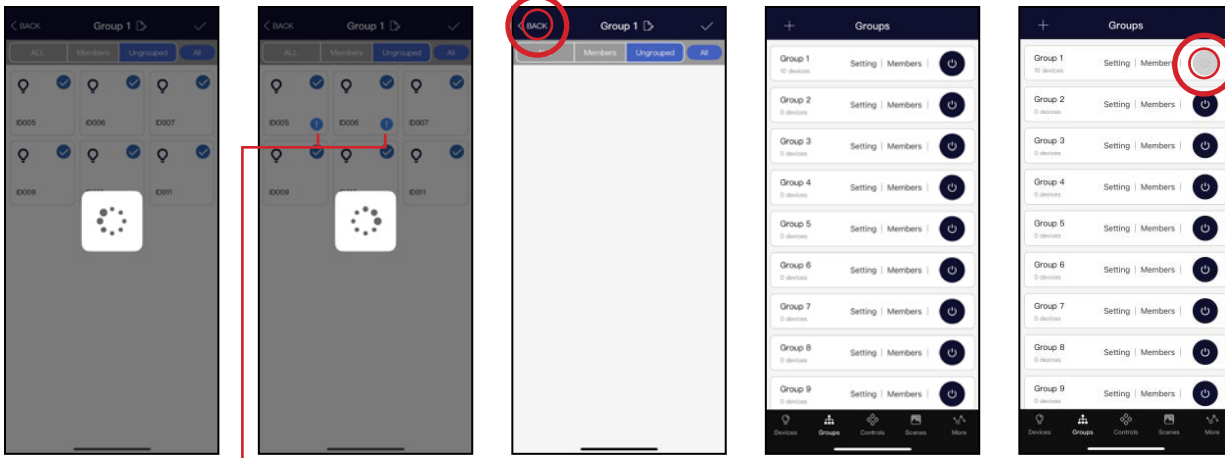 < BACK Group 1
ALL Members Ungrouped All
ID005 ID006 ID007
ID009 ID011
< BACK Group 1
ALL Members Ungrouped All
ID005 ID006 ID007
ID009 ID011
< BACK Group 1
Members Ungrouped All
+ Groups
Group 1
10 devices
Setting | Members |
Group 2
0 devices
Setting | Members |
Group 3
0 devices
Setting | Members |
Group 4
0 devices
Setting | Members |
Group 5
0 devices
Setting | Members |
Group 6
0 devices
Setting | Members |
Group 7
0 devices
Setting | Members |
Group 8
0 devices
Setting | Members |
Group 9
0 devices
Setting | Members |
Devices Groups Controls Scenes More
+ Groups
Group 1
10 devices
Setting | Members
Group 2
0 devices
Setting | Members |
Group 3
0 devices
Setting | Members |
Group 4
0 devices
Setting | Members |
Group 5
0 devices
Setting | Members |
Group 6
0 devices
Setting | Members |
Group 7
0 devices
Setting | Members |
Group 8
0 devices
Setting | Members |
Group 9
0 devices
Setting | Members |
Devices Groups Controls Scenes More